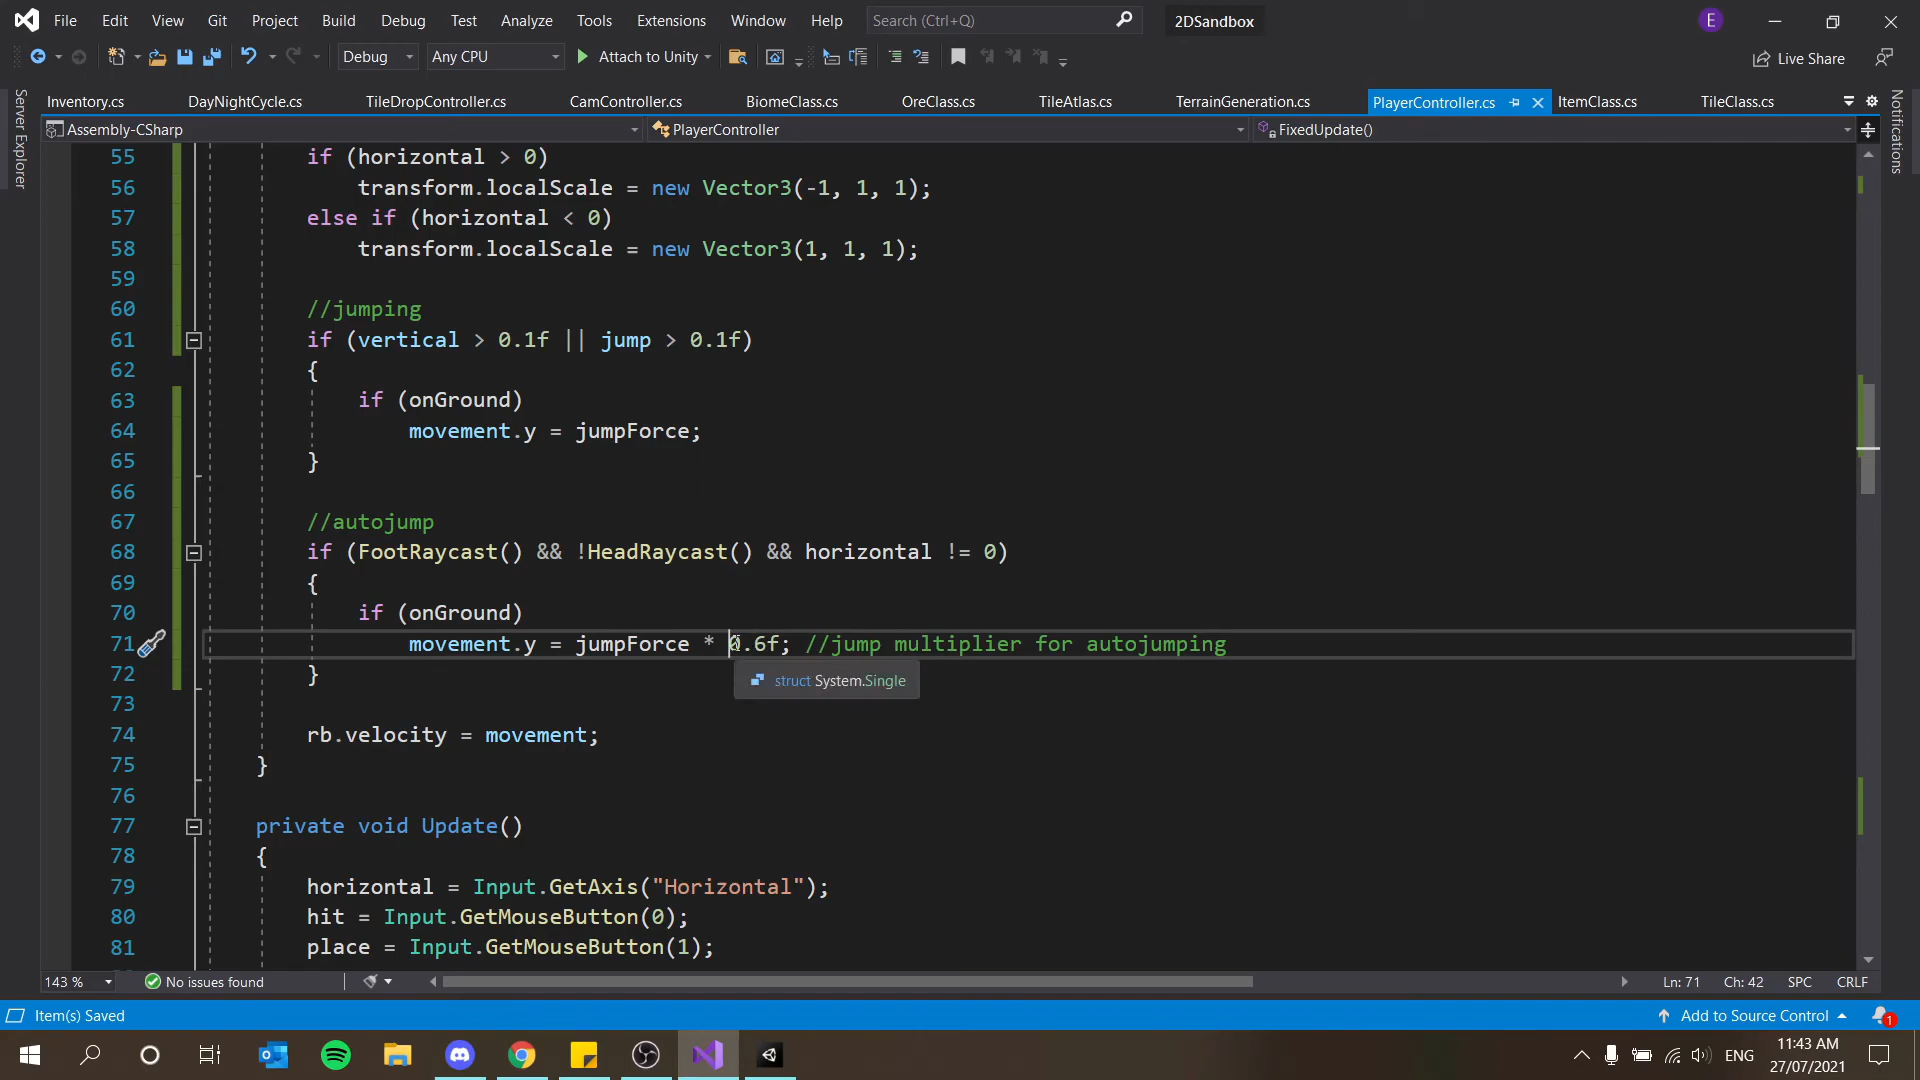 File Edit View Git Project Build Debug Test Analyze Tools Extensions Window Help Search (Ctrl+Q) 2DSandbox E
Debug Any CPU Attach to Unity Live Share
Inventory.cs DayNightCycle.cs TileDropController.cs CamController.cs BiomeClass.cs OreClass.cs TileAtlas.cs TerrainGeneration.cs PlayerController.cs ItemClass.cs TileClass.cs
Assembly-CSharp PlayerController FixedUpdate()
Server Explorer
Notifications
55 if (horizontal > 0)
56 transform.localScale = new Vector3(-1, 1, 1);
57 else if (horizontal < 0)
58 transform.localScale = new Vector3(1, 1, 1);
59
60 //jumping
61 if (vertical > 0.1f || jump > 0.1f)
62 {
63 if (onGround)
64 movement.y = jumpForce;
65 }
66
67 //autojump
68 if (FootRaycast() && !HeadRaycast() && horizontal != 0)
69 {
70 if (onGround)
71 movement.y = jumpForce * 0.6f; //jump multiplier for autojumping
struct System.Single
72 }
73
74 rb.velocity = movement;
75 }
76
77 private void Update()
78 {
79 horizontal = Input.GetAxis("Horizontal");
80 hit = Input.GetMouseButton(0);
81 place = Input.GetMouseButton(1);
143 % No issues found Ln: 71 Ch: 42 SPC CRLF
Item(s) Saved Add to Source Control 1
ENG 11:43 AM
27/07/2021